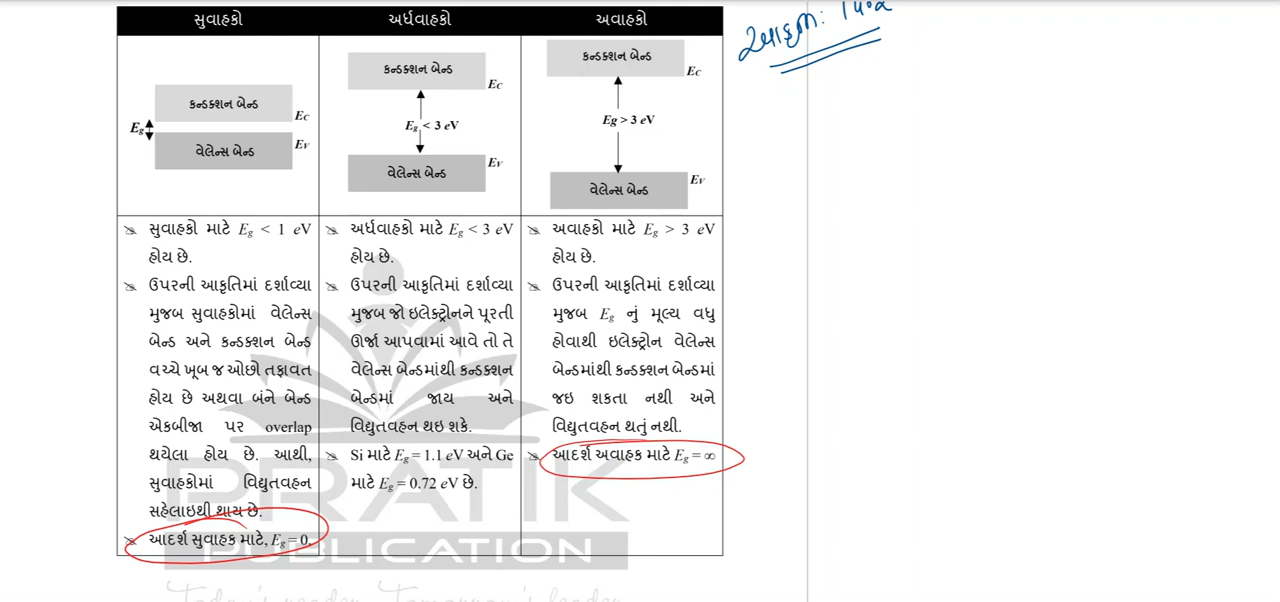 સુવાહકો
કન્ડક્શન બેન્ડ
EC
Eg
વેલેન્સ બેન્ડ
EV
સુવાહકો માટે Eg < 1 eV
હોય છે.
ઉપરની આકૃતિમાં દર્શાવ્યા
મુજબ સુવાહકોમાં વેલેન્સ
બેન્ડ અને કન્ડક્શન બેન્ડ
વચ્ચે ખૂબ જ ઓછો તફાવત
હોય છે અથવા બંને બેન્ડ
એકબીજા પર overlap
થયેલા હોય છે. આથી,
સુવાહકોમાં વિદ્યુતવહન
સહેલાઇથી થાય છે.
આદર્શ સુવાહક માટે, Eg = 0.
અર્ધવાહકો
કન્ડક્શન બેન્ડ
EC
Eg < 3 eV
વેલેન્સ બેન્ડ
EV
અર્ધવાહકો માટે Eg < 3 eV
હોય છે.
ઉપરની આકૃતિમાં દર્શાવ્યા
મુજબ જો ઇલેક્ટ્રોનને પૂરતી
ઊર્જા આપવામાં આવે તો તે
વેલેન્સ બેન્ડમાંથી કન્ડક્શન
બેન્ડમાં જાય અને
વિદ્યુતવહન થઇ શકે.
Si માટે Eg = 1.1 eV અને Ge
માટે Eg = 0.72 eV છે.
અવાહકો
કન્ડક્શન બેન્ડ
EC
Eg > 3 eV
વેલેન્સ બેન્ડ
EV
અવાહકો માટે Eg > 3 eV
હોય છે.
ઉપરની આકૃતિમાં દર્શાવ્યા
મુજબ Eg નું મૂલ્ય વધુ
હોવાથી ઇલેક્ટ્રોન વેલેન્સ
બેન્ડમાંથી કન્ડક્શન બેન્ડમાં
જઇ શકતા નથી અને
વિદ્યુતવહન થતું નથી.
આદર્શ અવાહક માટે Eg = ∞
PRATIK
PUBLICATION